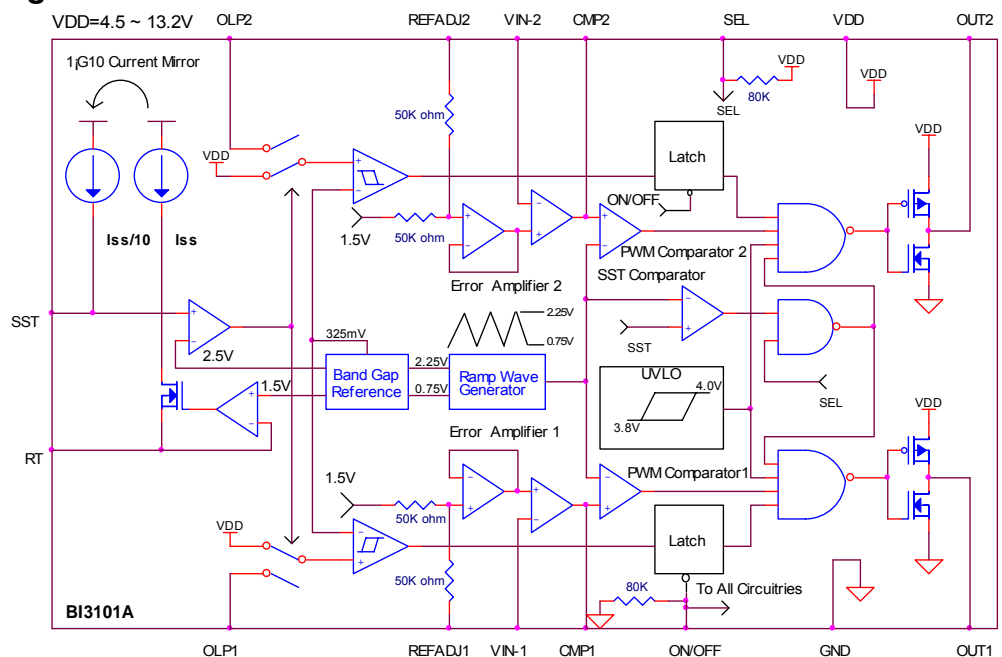 VDD=4.5 ~ 13.2V
OLP2
REFADJ2
VIN-2
CMP2
SEL
VDD
OUT2
1¡G10 Current Mirror
VDD
80K
SEL
VDD
50K ohm
VDD
Latch
ON/OFF
1.5V
50K ohm
Iss/10
Iss
PWM Comparator 2
Error Amplifier 2
SST Comparator
SST
2.5V
325mV
2.25V
0.75V
SST
Band Gap
Reference
2.25V
0.75V
Ramp Wave
Generator
UVLO
4.0V
3.8V
SEL
VDD
1.5V
RT
Error Amplifier 1
1.5V
PWM Comparator1
50K ohm
VDD
Latch
50K ohm
80K
To All Circuitries
BI3101A
OLP1
REFADJ1
VIN-1
CMP1
ON/OFF
GND
OUT1